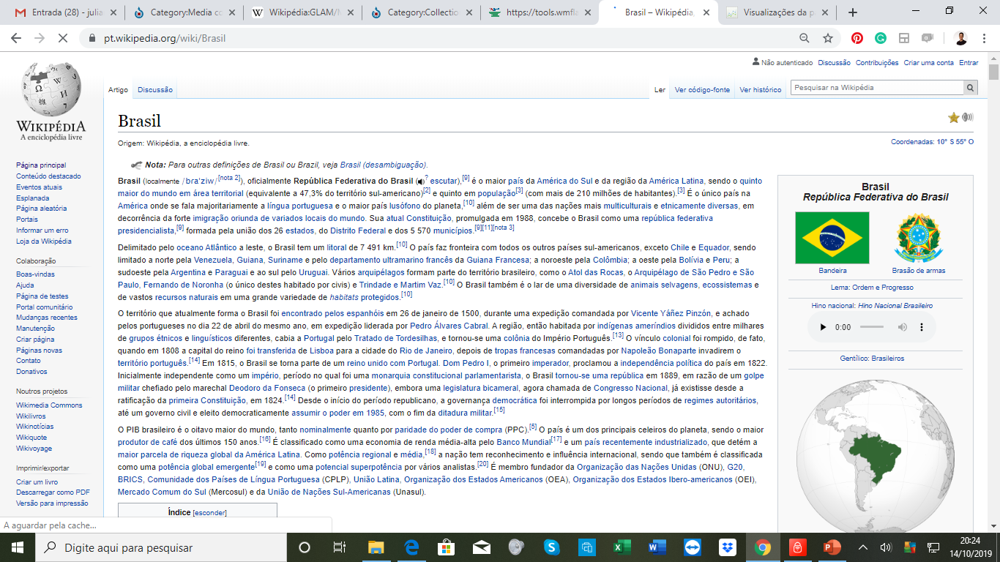 Entrada (28) - julia
Category:Media co
Wikipédia:GLAM/M
Category:Collectio
https://tools.wmfla
Brasil – Wikipédia,
Visualizações da p
pt.wikipedia.org/wiki/Brasil
Não autenticado Discussão Contribuições Criar uma conta Entrar
Artigo Discussão Ler Ver código-fonte Ver histórico Pesquisar na Wikipédia
WIKIPÉDIA
A enciclopédia livre
Página principal
Conteúdo destacado
Eventos atuais
Esplanada
Página aleatória
Portais
Informar um erro
Loja da Wikipédia
Colaboração
Boas-vindas
Ajuda
Página de testes
Portal comunitário
Mudanças recentes
Manutenção
Criar página
Páginas novas
Contato
Donativos
Noutros projetos
Wikimedia Commons
Wikilivros
Wikinotícias
Wikiquote
Wikivoyage
Imprimir/exportar
Criar um livro
Descarregar como PDF
Versão para impressão
Brasil
Origem: Wikipédia, a enciclopédia livre.
Coordenadas: 10° S 55° O
Nota: Para outras definições de Brasil ou Brazil, veja Brasil (desambiguação).
Brasil (localmente /bɾaˈziw/[nota 2]), oficialmente República Federativa do Brasil (? escutar),[9] é o maior país da América do Sul e da região da América Latina, sendo o quinto
maior do mundo em área territorial (equivalente a 47,3% do território sul-americano)[2] e quinto em população[3] (com mais de 210 milhões de habitantes).[3] É o único país na
América onde se fala majoritariamente a língua portuguesa e o maior país lusófono do planeta,[10] além de ser uma das nações mais multiculturais e etnicamente diversas, em
decorrência da forte imigração oriunda de variados locais do mundo. Sua atual Constituição, promulgada em 1988, concebe o Brasil como uma república federativa
presidencialista,[9] formada pela união dos 26 estados, do Distrito Federal e dos 5 570 municípios.[9][11][nota 3]
Delimitado pelo oceano Atlântico a leste, o Brasil tem um litoral de 7 491 km.[10] O país faz fronteira com todos os outros países sul-americanos, exceto Chile e Equador, sendo
limitado a norte pela Venezuela, Guiana, Suriname e pelo departamento ultramarino francês da Guiana Francesa; a noroeste pela Colômbia; a oeste pela Bolívia e Peru; a
sudoeste pela Argentina e Paraguai e ao sul pelo Uruguai. Vários arquipélagos formam parte do território brasileiro, como o Atol das Rocas, o Arquipélago de São Pedro e São
Paulo, Fernando de Noronha (o único destes habitado por civis) e Trindade e Martim Vaz.[10] O Brasil também é o lar de uma diversidade de animais selvagens, ecossistemas e
de vastos recursos naturais em uma grande variedade de habitats protegidos.[10]
O território que atualmente forma o Brasil foi encontrado pelos espanhóis em 26 de janeiro de 1500, durante uma expedição comandada por Vicente Yáñez Pinzón, e achado
pelos portugueses no dia 22 de abril do mesmo ano, em expedição liderada por Pedro Álvares Cabral. A região, então habitada por indígenas ameríndios divididos entre milhares
de grupos étnicos e linguísticos diferentes, cabia a Portugal pelo Tratado de Tordesilhas, e tornou-se uma colônia do Império Português.[13] O vínculo colonial foi rompido, de fato,
quando em 1808 a capital do reino foi transferida de Lisboa para a cidade do Rio de Janeiro, depois de tropas francesas comandadas por Napoleão Bonaparte invadirem o
território português.[14] Em 1815, o Brasil se torna parte de um reino unido com Portugal. Dom Pedro I, o primeiro imperador, proclamou a independência política do país em 1822.
Inicialmente independente como um império, período no qual foi uma monarquia constitucional parlamentarista, o Brasil tornou-se uma república em 1889, em razão de um golpe
militar chefiado pelo marechal Deodoro da Fonseca (o primeiro presidente), embora uma legislatura bicameral, agora chamada de Congresso Nacional, já existisse desde a
ratificação da primeira Constituição, em 1824.[14] Desde o início do período republicano, a governança democrática foi interrompida por longos períodos de regimes autoritários,
até um governo civil e eleito democraticamente assumir o poder em 1985, com o fim da ditadura militar.[15]
O PIB brasileiro é o oitavo maior do mundo, tanto nominalmente quanto por paridade do poder de compra (PPC).[5] O país é um dos principais celeiros do planeta, sendo o maior
produtor de café dos últimos 150 anos.[16] É classificado como uma economia de renda média-alta pelo Banco Mundial[17] e um país recentemente industrializado, que detém a
maior parcela de riqueza global da América Latina. Como potência regional e média,[18] a nação tem reconhecimento e influência internacional, sendo que também é classificada
como uma potência global emergente[19] e como uma potencial superpotência por vários analistas.[20] É membro fundador da Organização das Nações Unidas (ONU), G20,
BRICS, Comunidade dos Países de Língua Portuguesa (CPLP), União Latina, Organização dos Estados Americanos (OEA), Organização dos Estados Ibero-americanos (OEI),
Mercado Comum do Sul (Mercosul) e da União de Nações Sul-Americanas (Unasul).
Índice [esconder]
Brasil
República Federativa do Brasil
Bandeira Brasão de armas
Lema: Ordem e Progresso
Hino nacional: Hino Nacional Brasileiro
0:00
Gentílico: Brasileiros
A aguardar pela cache...
Digite aqui para pesquisar
20:24
14/10/2019